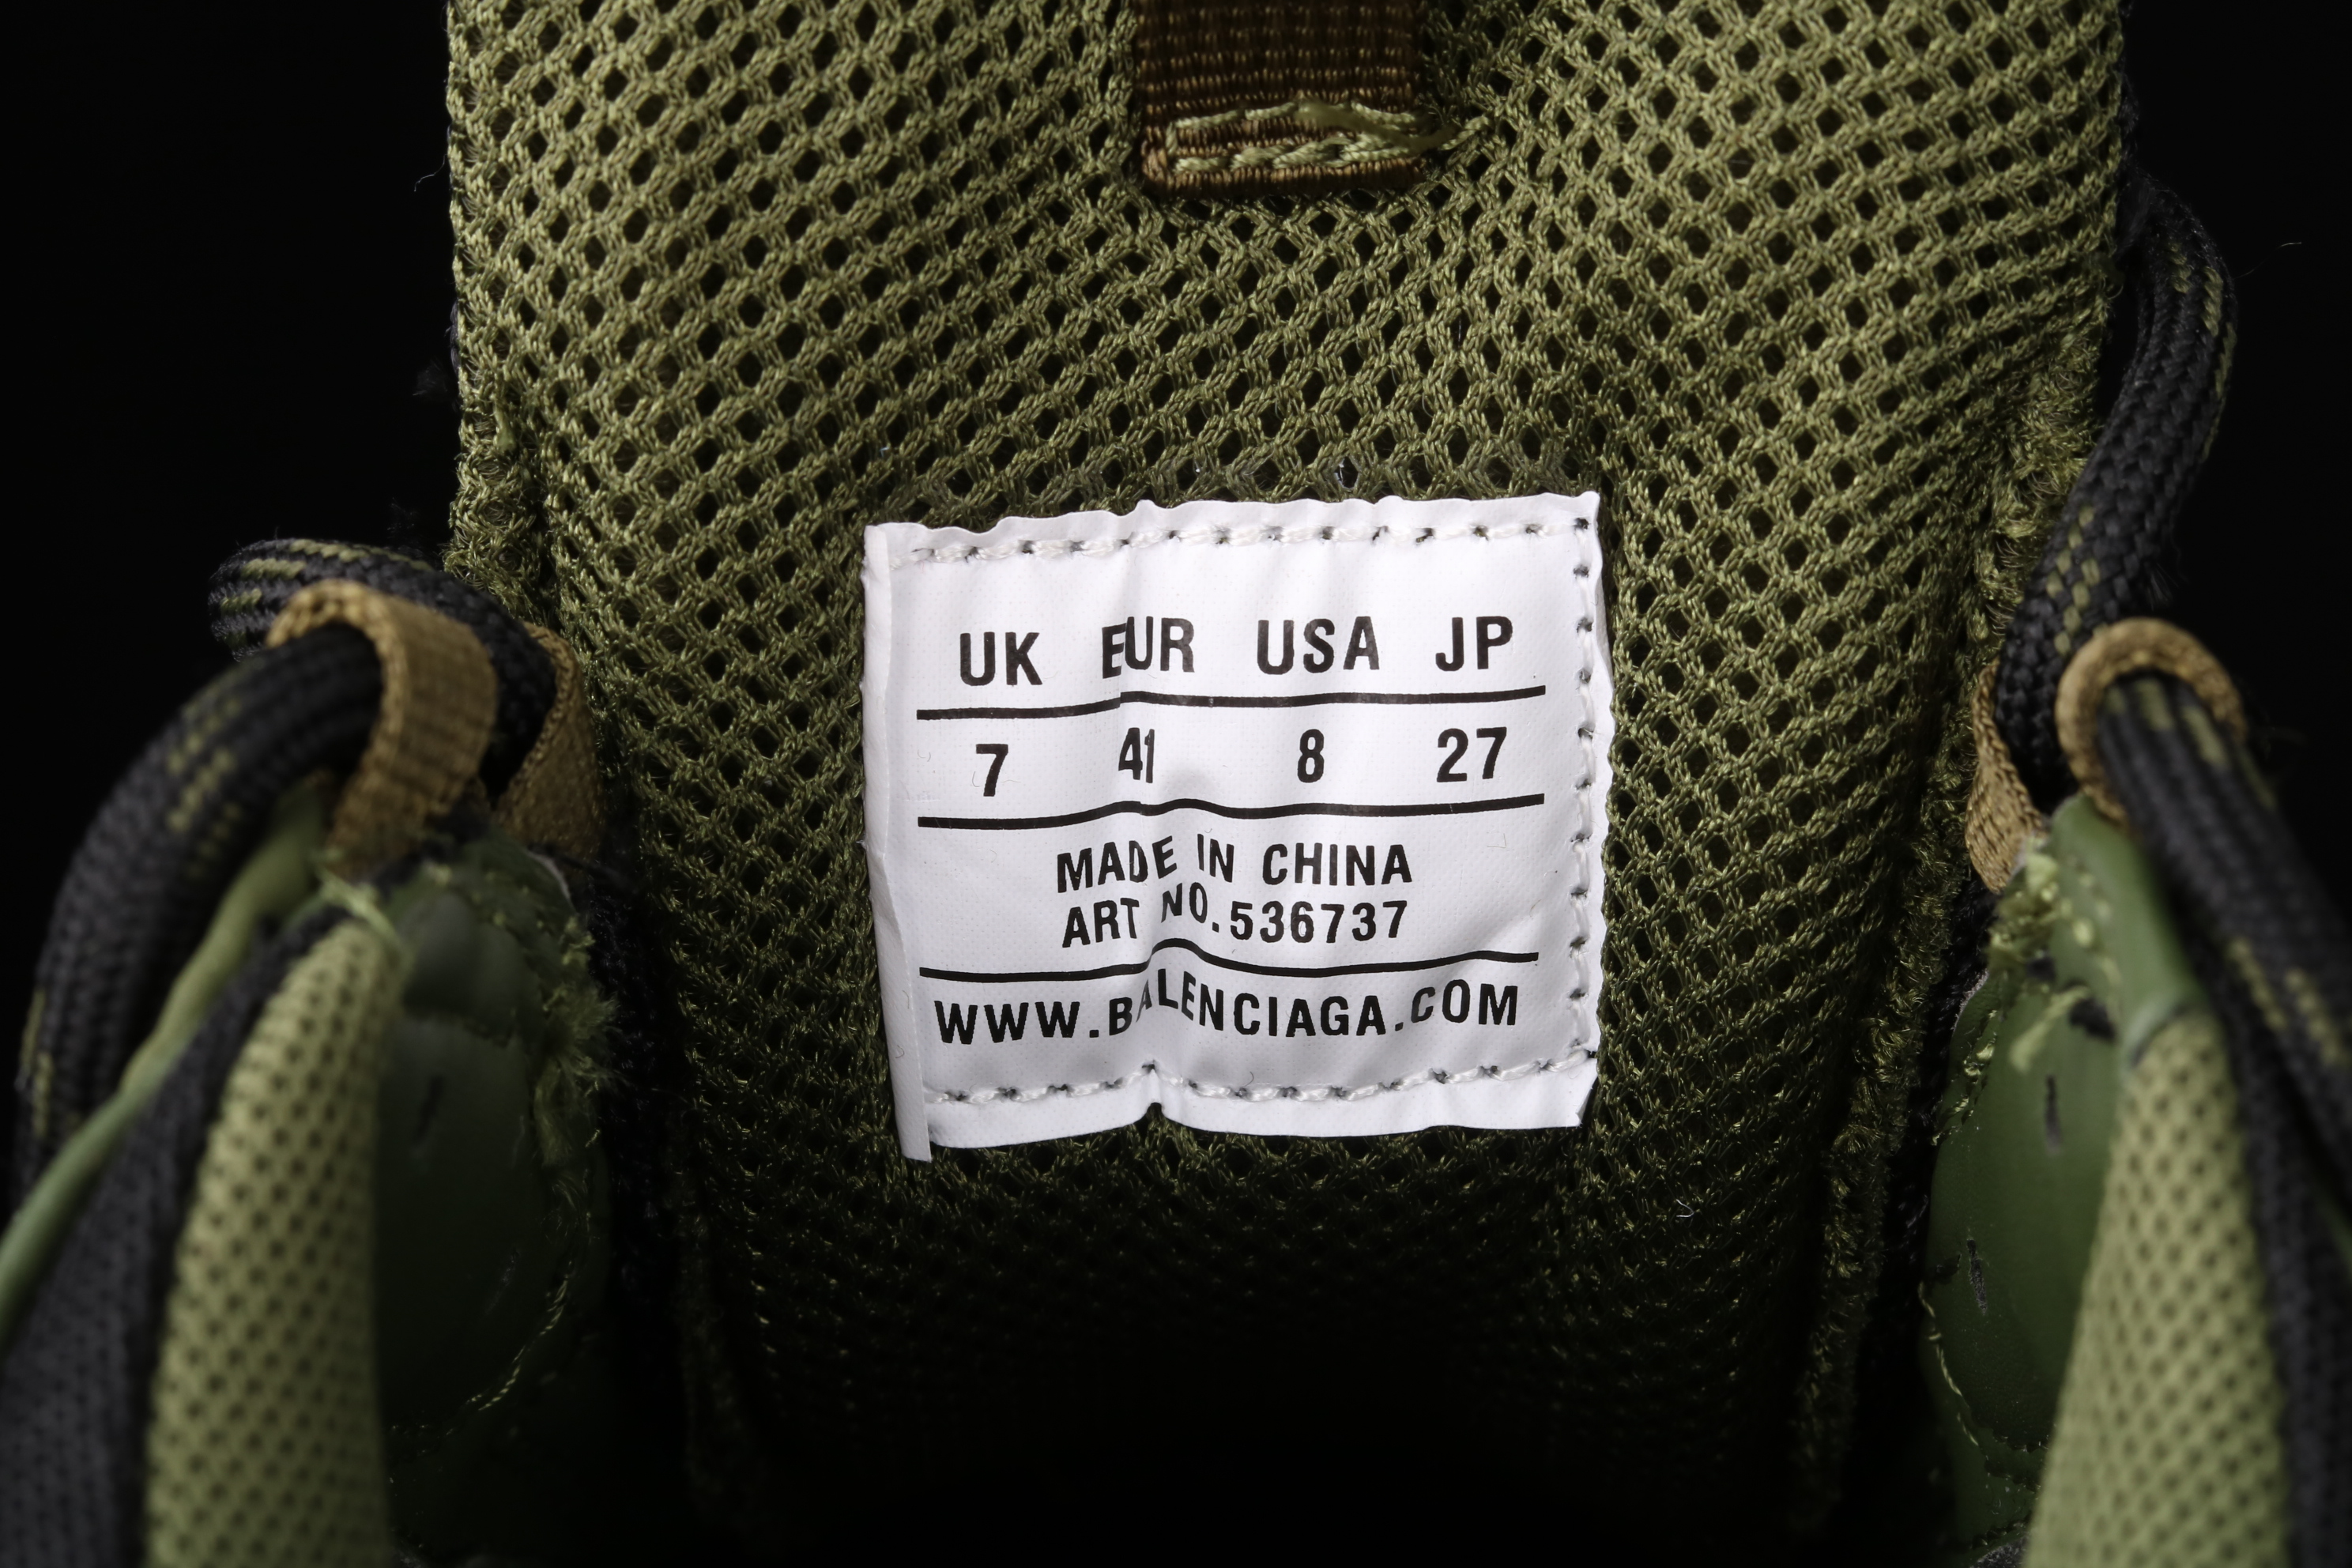 UK EUR USA JP
7 41 8 27
MADE IN CHINA
ART NO.536737
WWW.BALENCIAGA.COM